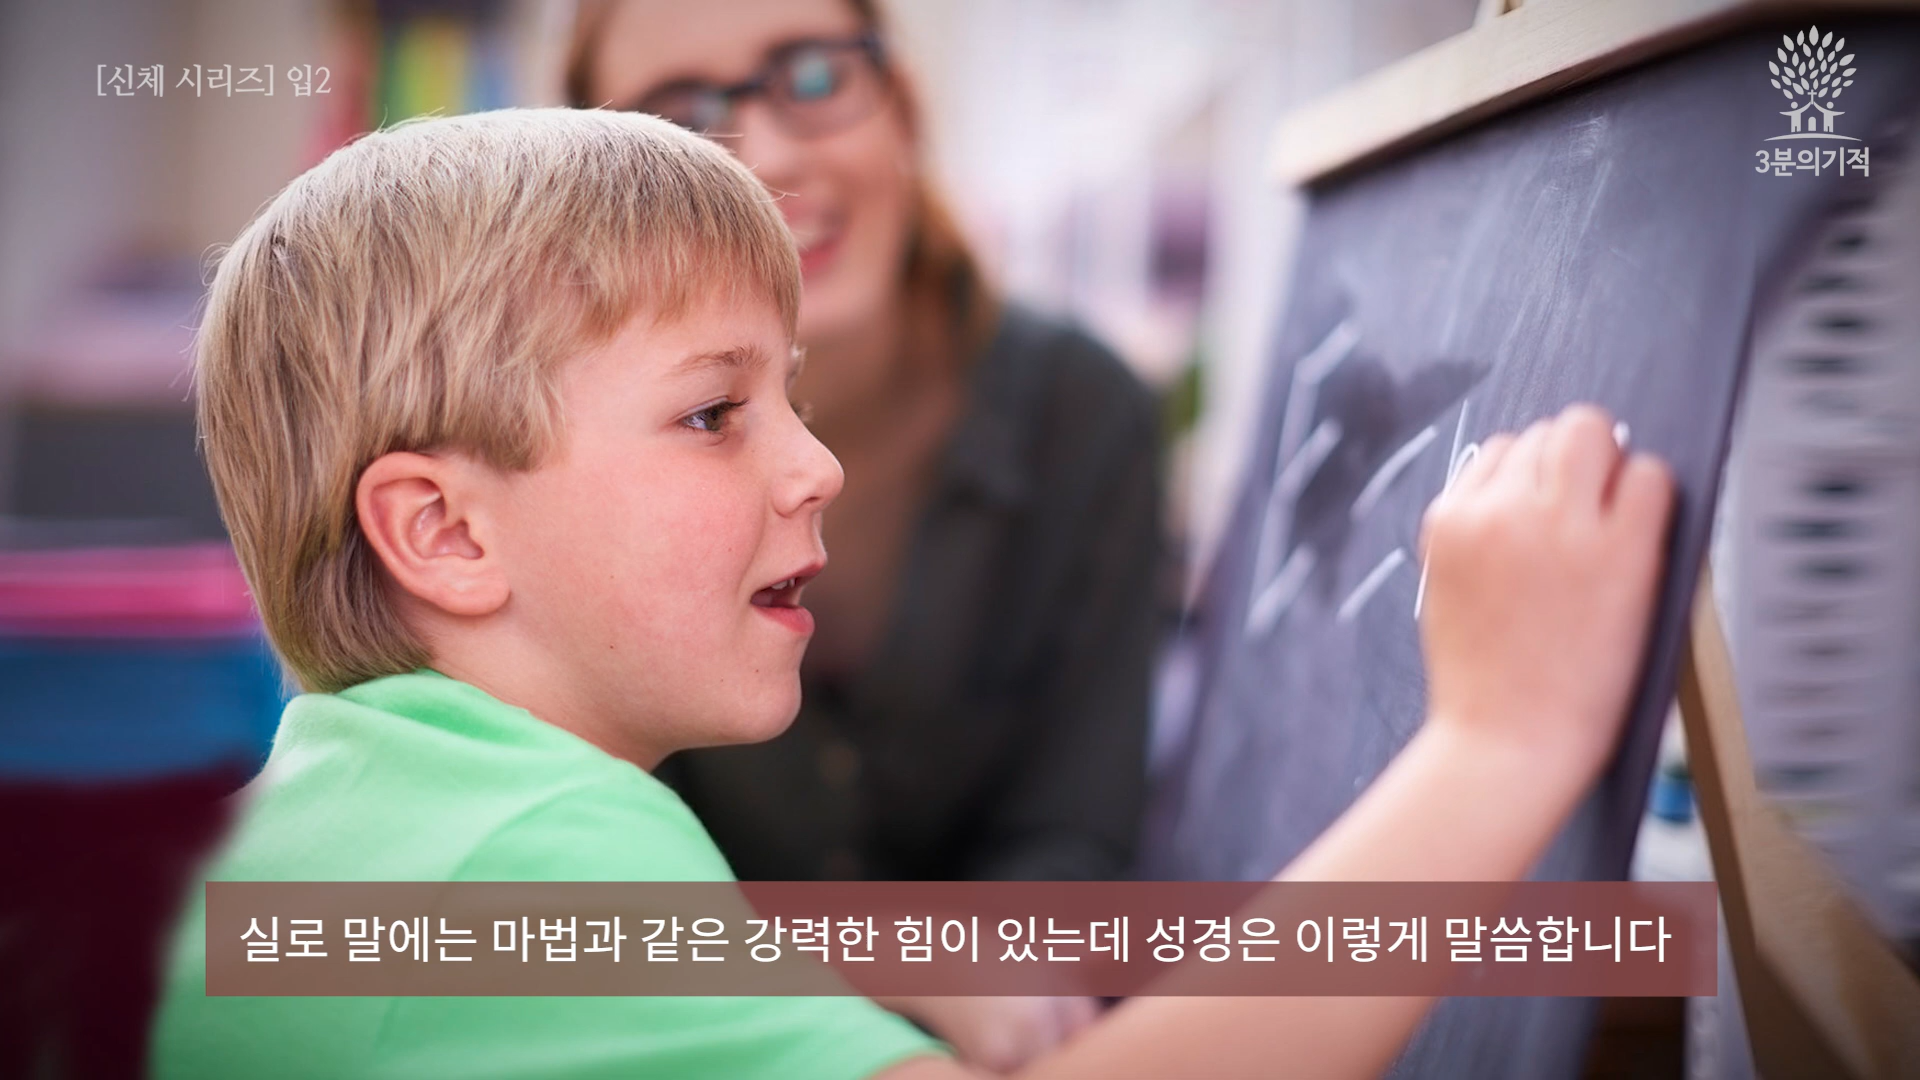 [신체 시리즈] 입2
3분의기적
실로 말에는 마법과 같은 강력한 힘이 있는데 성경은 이렇게 말씀합니다